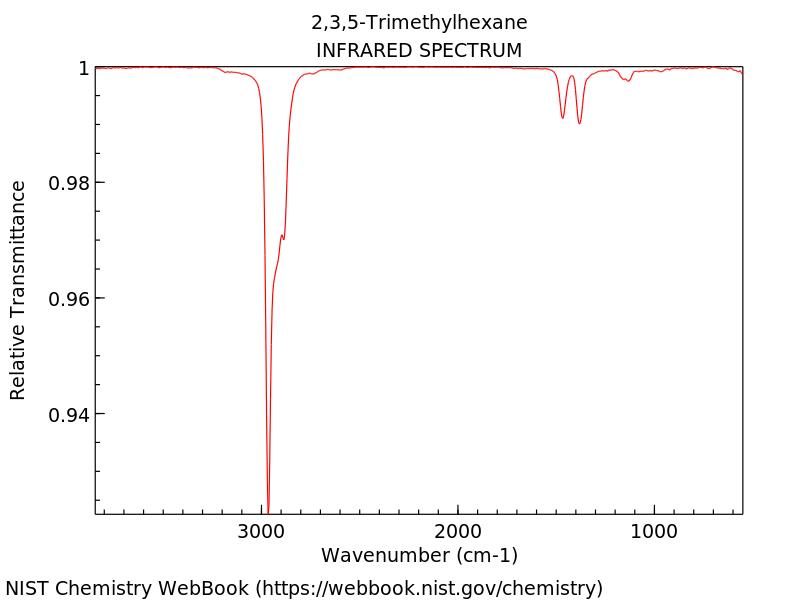 2,3,5-Trimethylhexane
INFRARED SPECTRUM
1
0.98
0.96
0.94
Relative Transmittance
3000 2000 1000
Wavenumber (cm-1)
NIST Chemistry WebBook (https://webbook.nist.gov/chemistry)